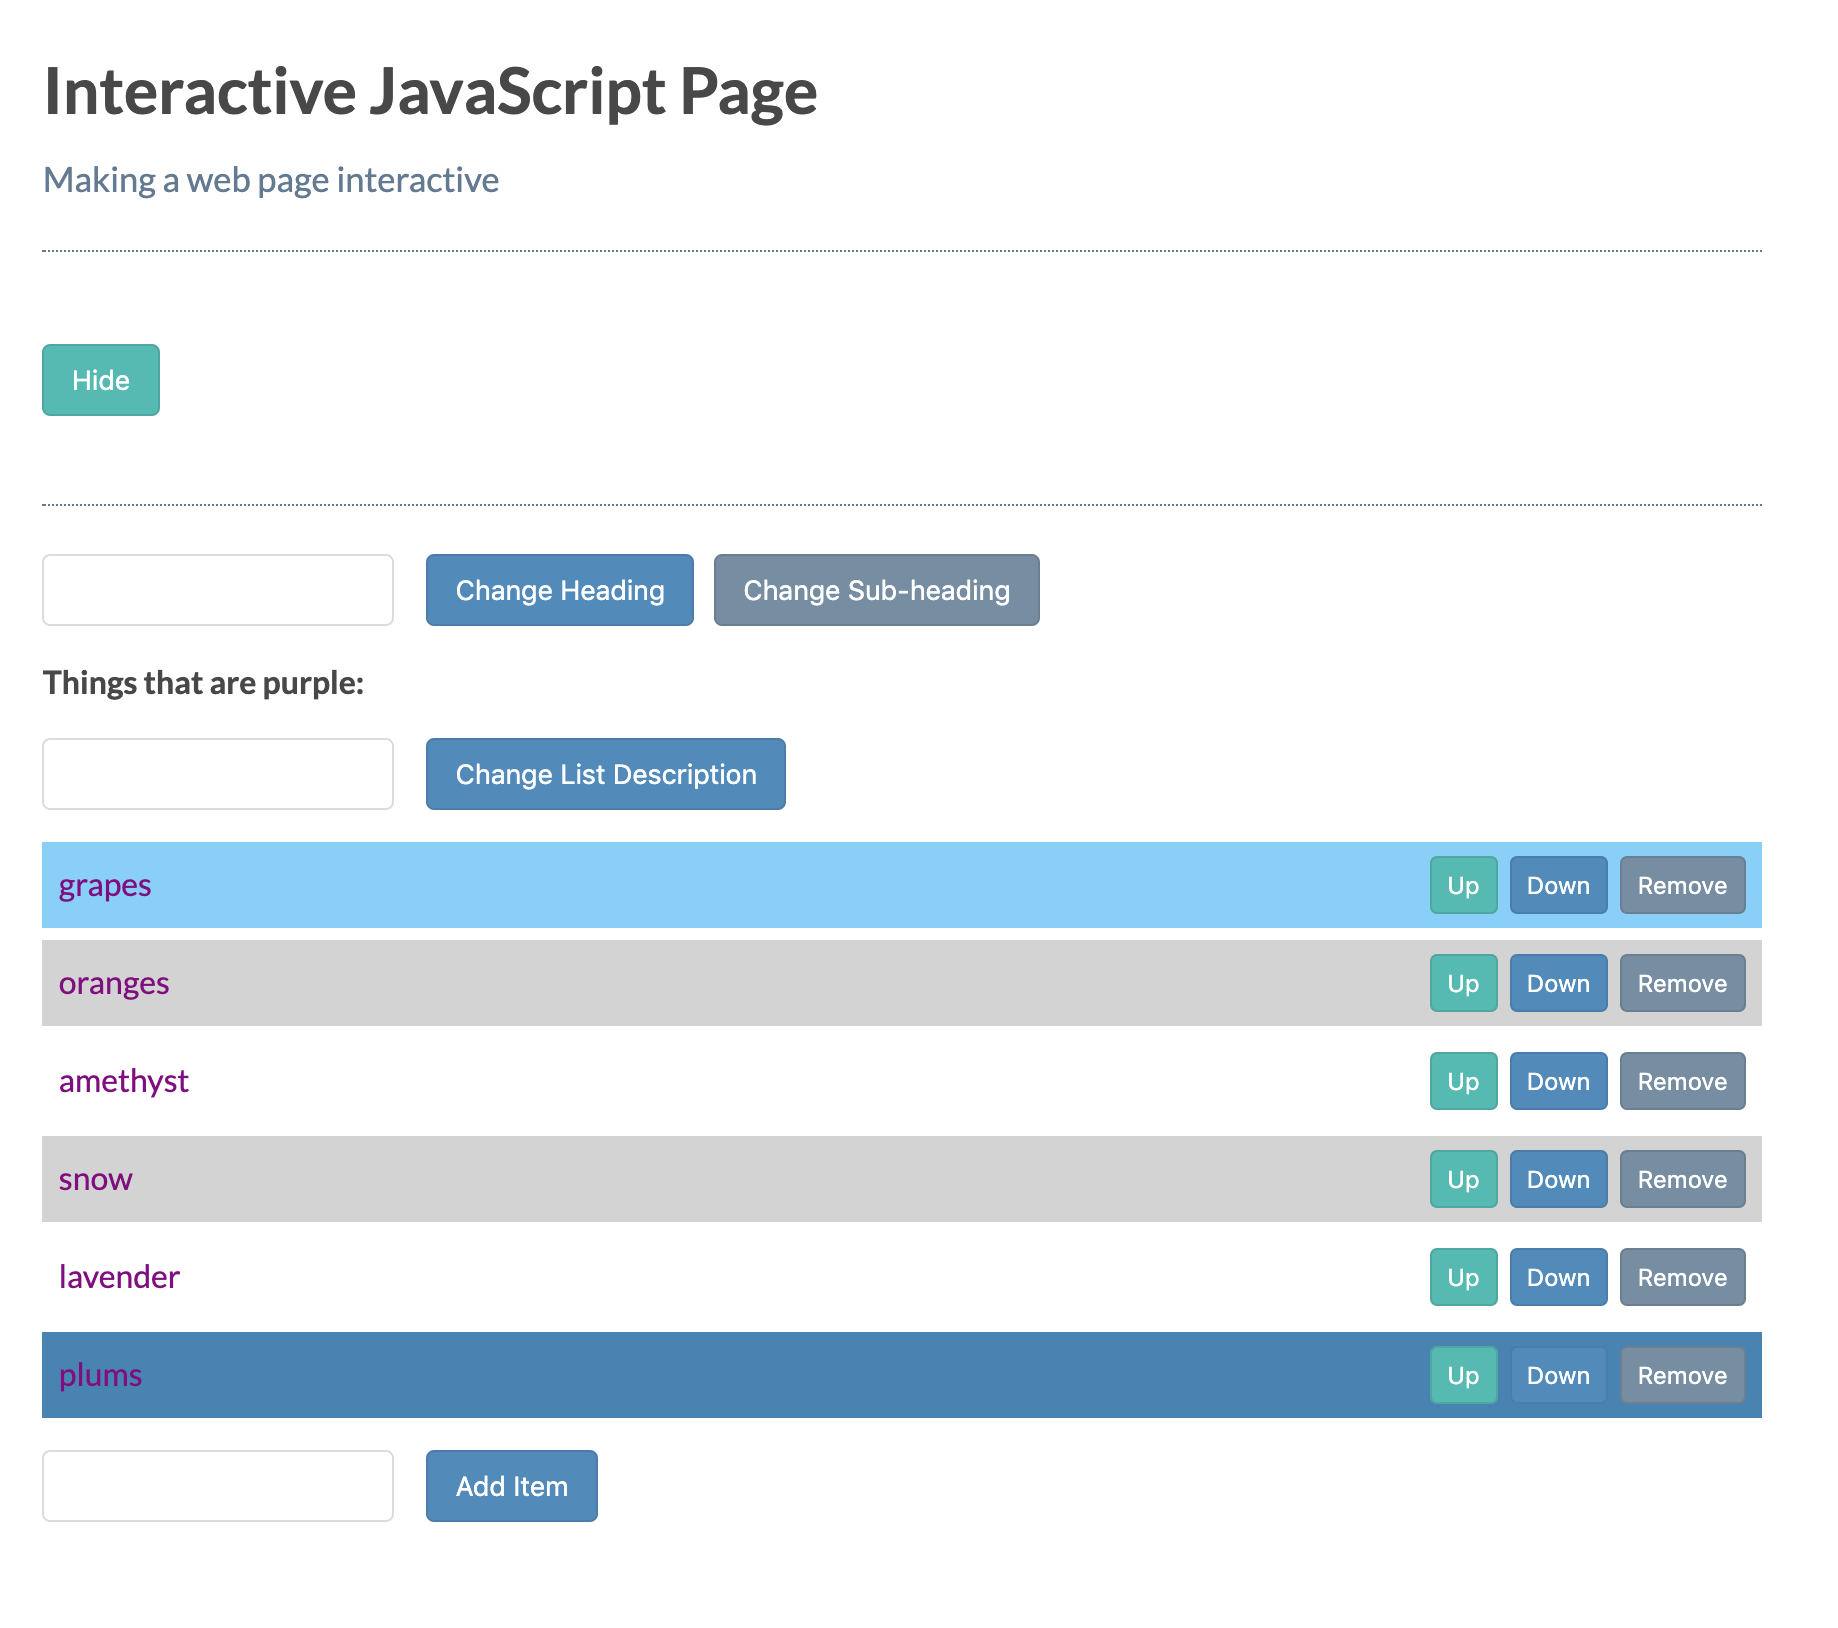 Interactive JavaScript Page
Making a web page interactive
Hide
Change Heading Change Sub-heading
Things that are purple:
Change List Description
grapes Up Down Remove
oranges Up Down Remove
amethyst Up Down Remove
snow Up Down Remove
lavender Up Down Remove
plums Up Down Remove
Add Item